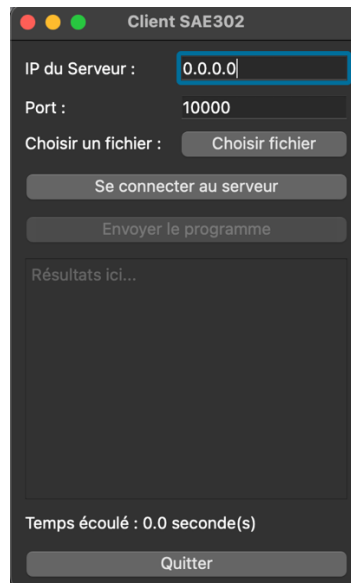 Client SAE302
IP du Serveur : 0.0.0.0
Port : 10000
Choisir un fichier : Choisir fichier
Se connecter au serveur
Envoyer le programme
Résultats ici...
Temps écoulé : 0.0 seconde(s)
Quitter